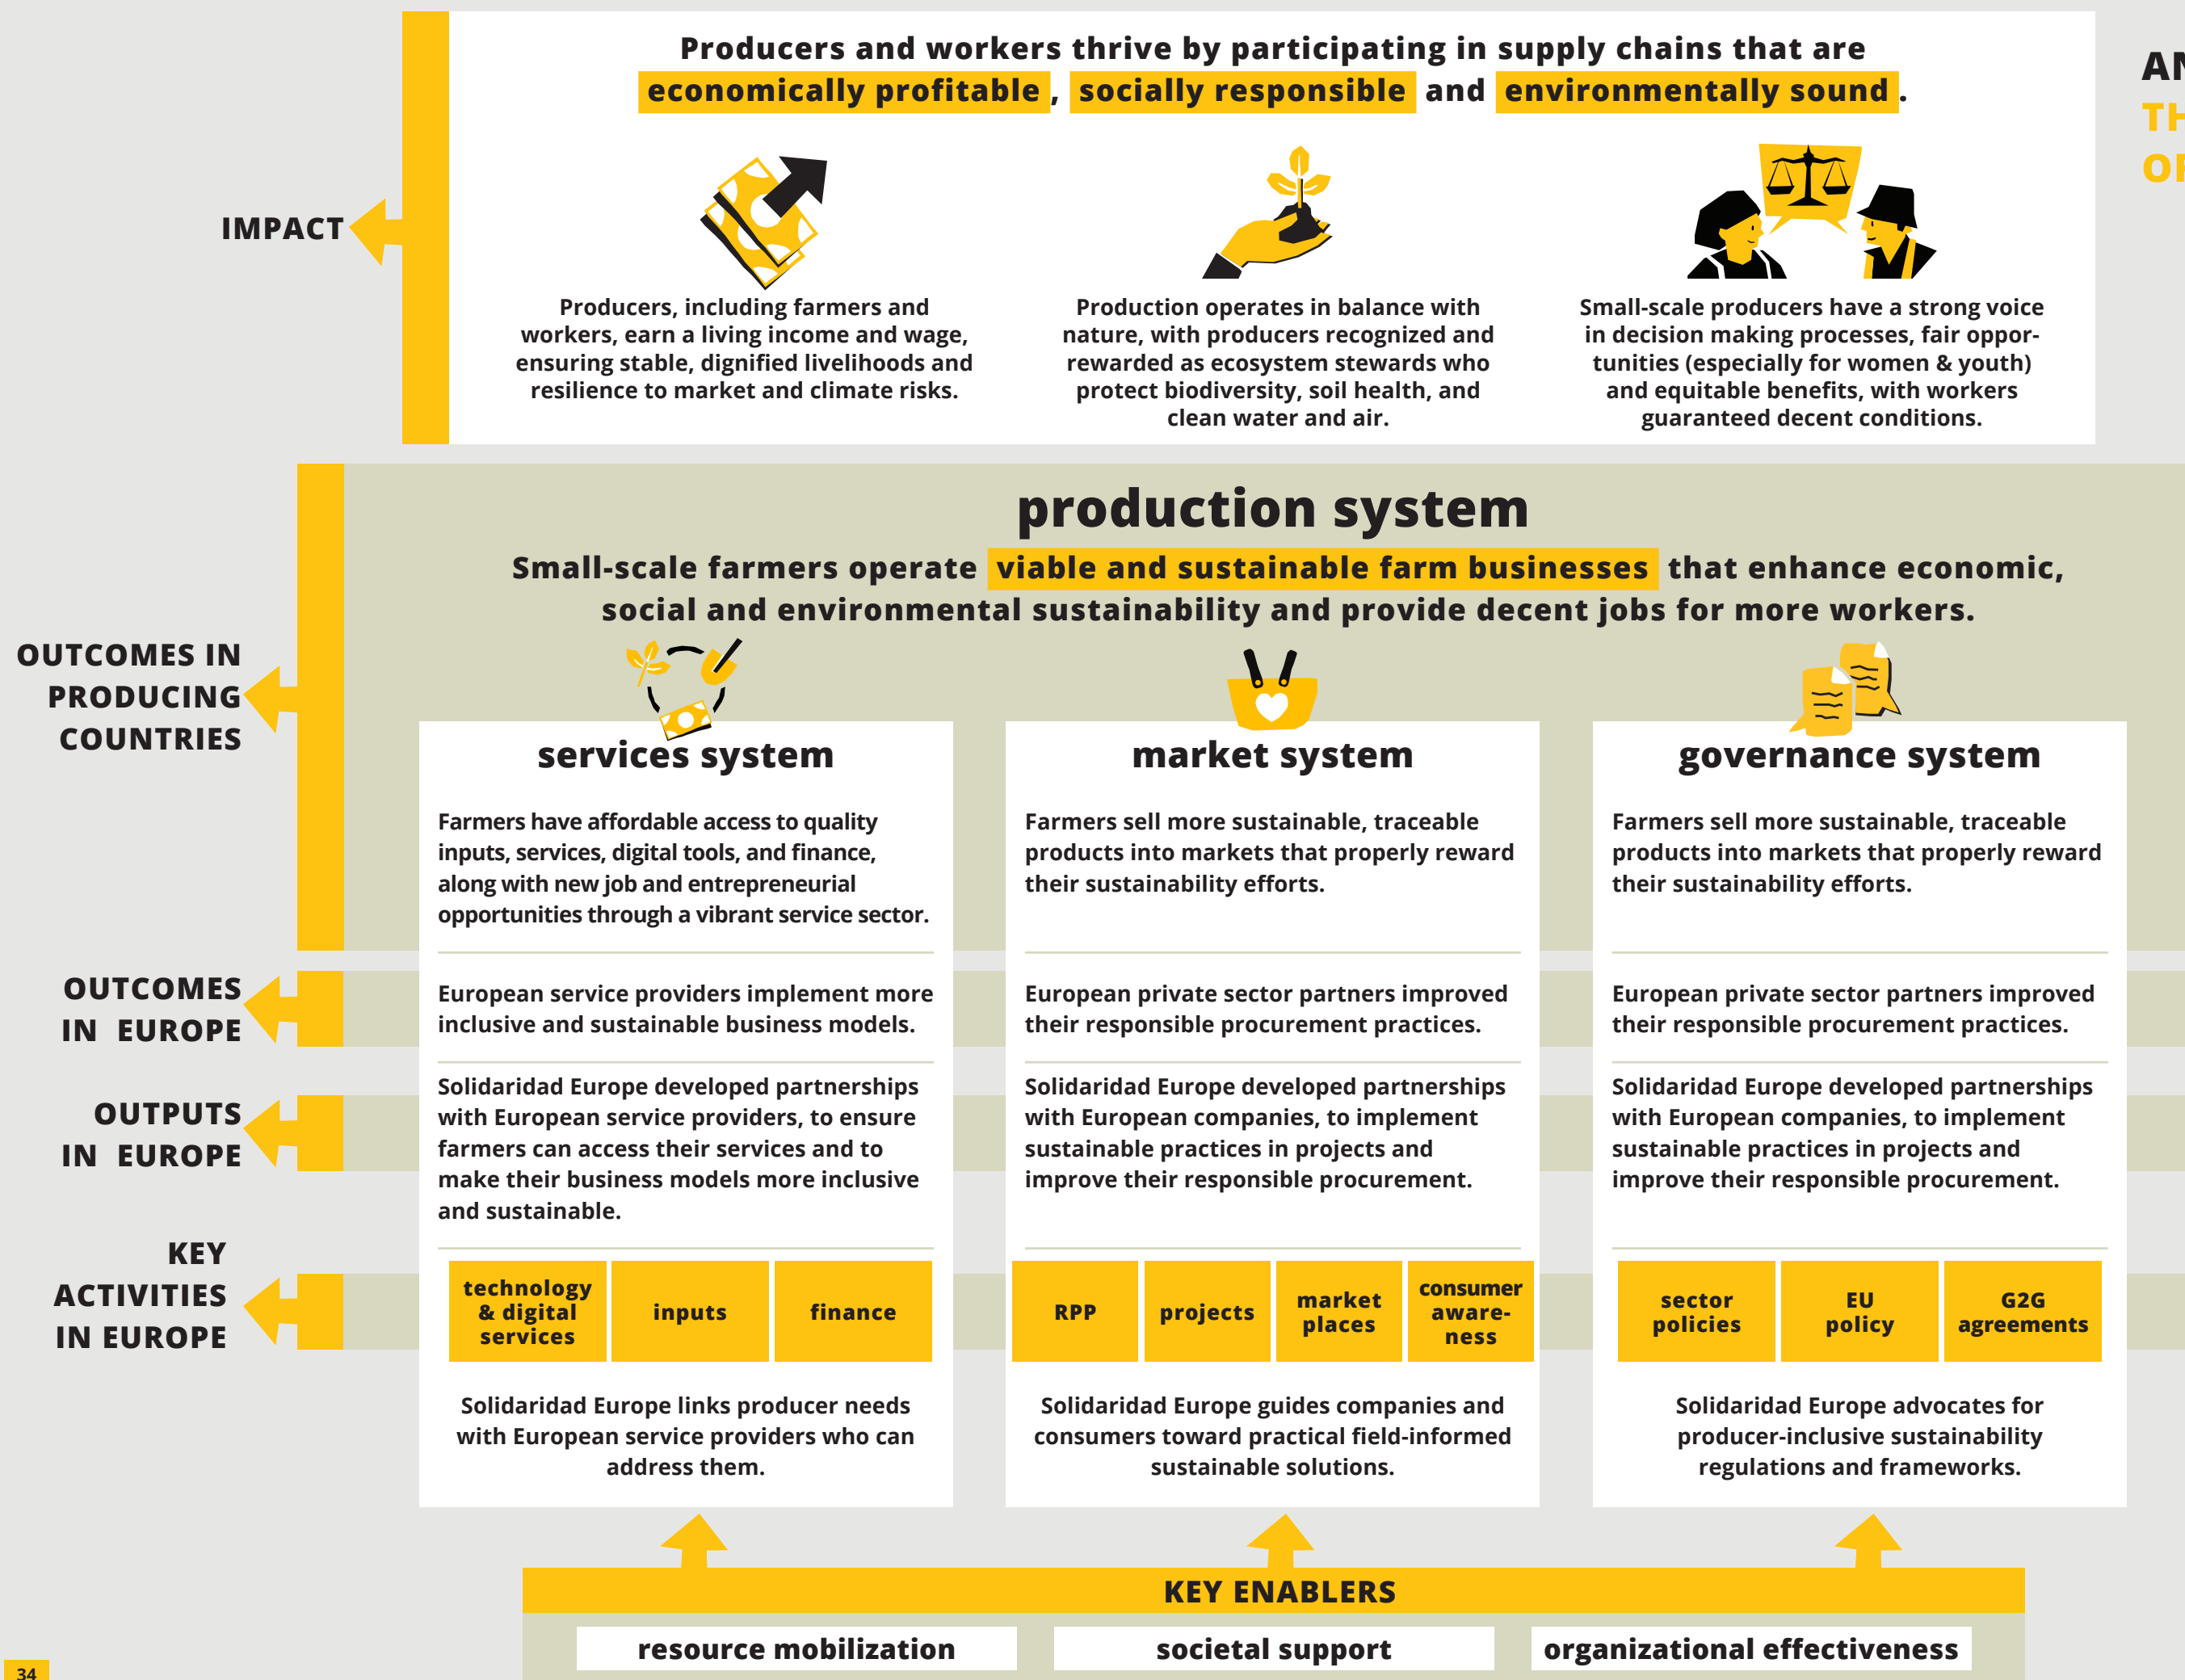 Producers and workers thrive by participating in supply chains that are
economically profitable, socially responsible and environmentally sound.
AN
TH
OF
IMPACT
Producers, including farmers and
workers, earn a living income and wage,
ensuring stable, dignified livelihoods and
resilience to market and climate risks.
Production operates in balance with
nature, with producers recognized and
rewarded as ecosystem stewards who
protect biodiversity, soil health, and
clean water and air.
Small-scale producers have a strong voice
in decision making processes, fair oppor-
tunities (especially for women & youth)
and equitable benefits, with workers
guaranteed decent conditions.
production system
Small-scale farmers operate viable and sustainable farm businesses that enhance economic,
social and environmental sustainability and provide decent jobs for more workers.
OUTCOMES IN
PRODUCING
COUNTRIES
services system
Farmers have affordable access to quality
inputs, services, digital tools, and finance,
along with new job and entrepreneurial
opportunities through a vibrant service sector.
market system
Farmers sell more sustainable, traceable
products into markets that properly reward
their sustainability efforts.
governance system
Farmers sell more sustainable, traceable
products into markets that properly reward
their sustainability efforts.
OUTCOMES
IN EUROPE
European service providers implement more
inclusive and sustainable business models.
European private sector partners improved
their responsible procurement practices.
European private sector partners improved
their responsible procurement practices.
OUTPUTS
IN EUROPE
Solidaridad Europe developed partnerships
with European service providers, to ensure
farmers can access their services and to
make their business models more inclusive
and sustainable.
Solidaridad Europe developed partnerships
with European companies, to implement
sustainable practices in projects and
improve their responsible procurement.
Solidaridad Europe developed partnerships
with European companies, to implement
sustainable practices in projects and
improve their responsible procurement.
KEY
ACTIVITIES
IN EUROPE
technology
& digital
services
inputs
finance
RPP
projects
market
places
consumer
aware-
ness
sector
policies
EU
policy
G2G
agreements
Solidaridad Europe links producer needs
with European service providers who can
address them.
Solidaridad Europe guides companies and
consumers toward practical field-informed
sustainable solutions.
Solidaridad Europe advocates for
producer-inclusive sustainability
regulations and frameworks.
KEY ENABLERS
resource mobilization
societal support
organizational effectiveness
34